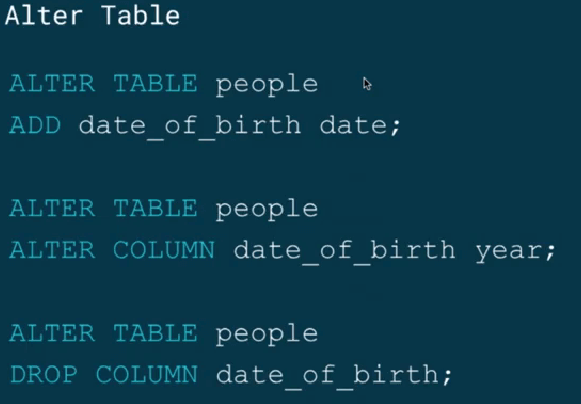 Alter Table
ALTER TABLE people
ADD date_of_birth date;
ALTER TABLE people
ALTER COLUMN date_of_birth year;
ALTER TABLE people
DROP COLUMN date_of_birth;